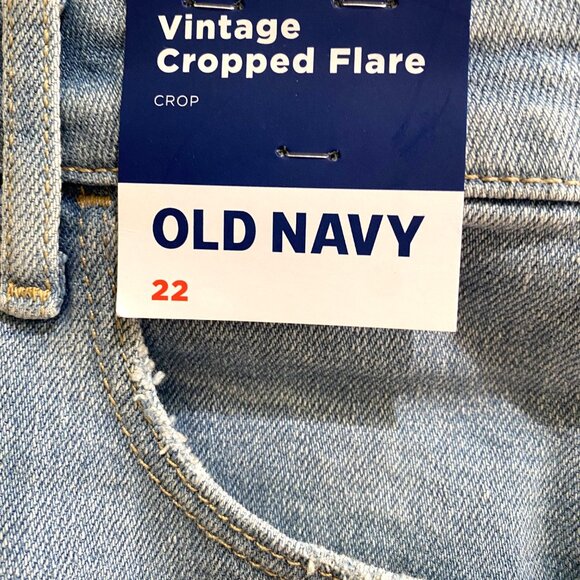 Vintage
Cropped Flare
CROP
OLD NAVY
22